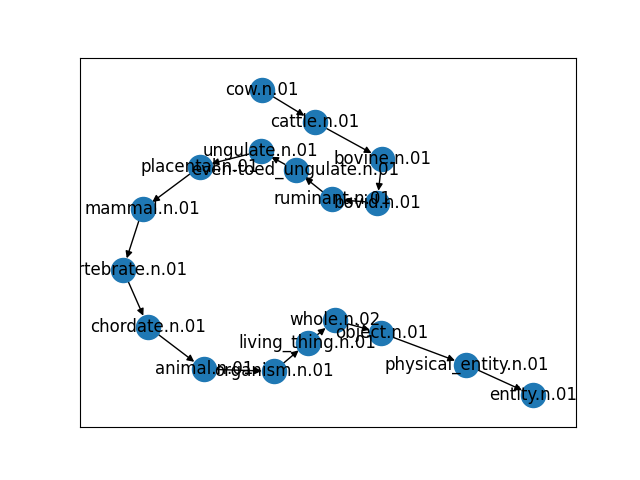 cow.n.01
cattle.n.01
bovine.n.01
bovid.n.01
ruminant.n.01
even-toed_ungulate.n.01
ungulate.n.01
placental.n.01
mammal.n.01
rtebrate.n.01
chordate.n.01
animal.n.01
organism.n.01
living_thing.n.01
whole.n.02
object.n.01
physical_entity.n.01
entity.n.01